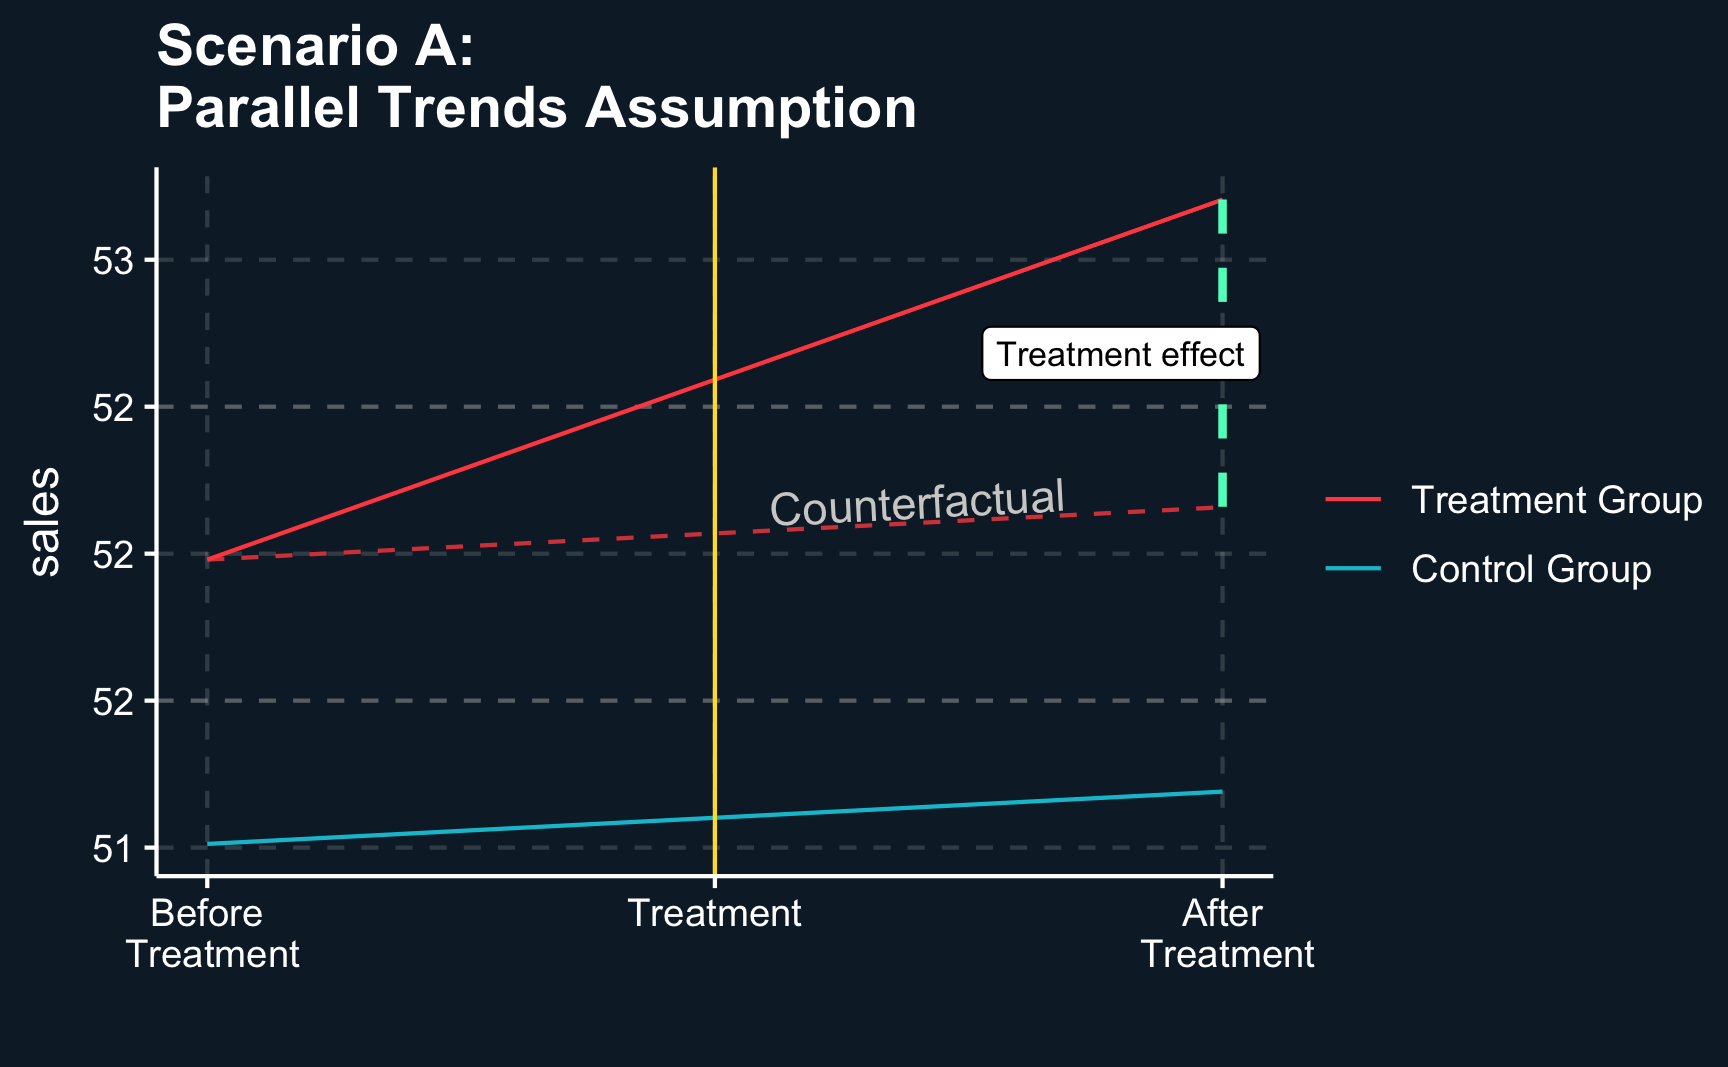 Scenario A:
Parallel Trends Assumption
sales
53
52
52
52
51
Treatment effect
Counterfactual
Before
Treatment
Treatment
After
Treatment
Treatment Group
Control Group